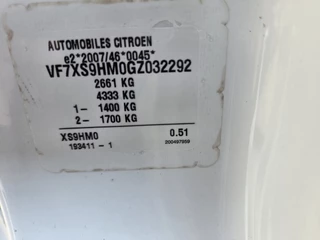 AUTOMOBILES CITROEN
e2*2007/46*0045*
VF7XS9HM0GZ032292
2661 KG
4333 KG
1- 1400 KG
2- 1700 KG
XS9HM0 0.51
193411 - 1 200497859